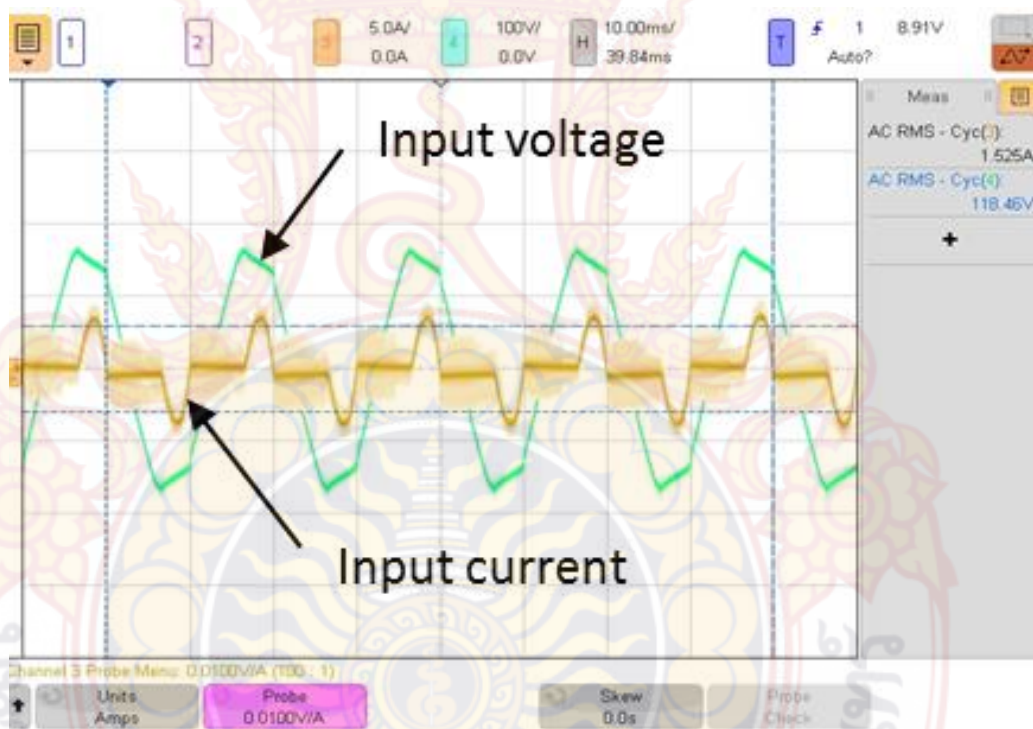 1 2 3 5.0A/ 4 100V/ H 10.00ms/ T 1 8.91V
0.0A 0.0V 39.84ms Auto?
Meas
AC RMS - Cyc(3):
1.525A
AC RMS - Cyc(4):
118.46V
+
Input voltage
Input current
Channel 3 Probe Menu: 0.0100V/A (100 : 1)
Units Probe Skew Probe
Amps 0.0100V/A 0.0s Check